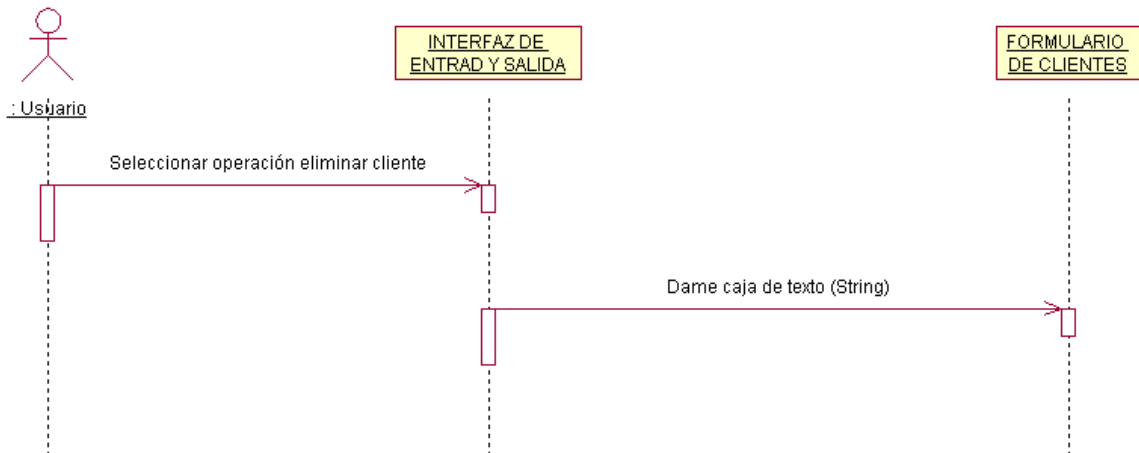 INTERFAZ DE
ENTRAD Y SALIDA
FORMULARIO
DE CLIENTES
: Usuario
Seleccionar operación eliminar cliente
Dame caja de texto (String)